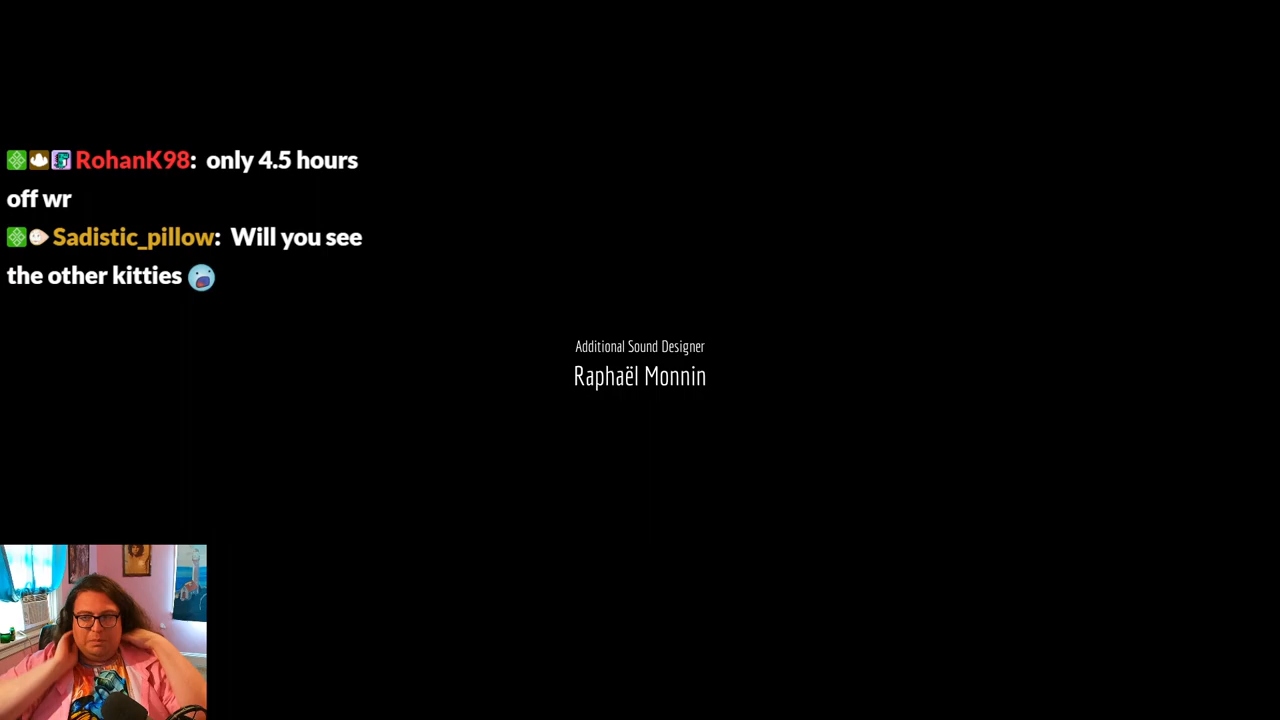 RohanK98: only 4.5 hours
off wr
Sadistic_pillow: Will you see
the other kitties
Additional Sound Designer
Raphaël Monnin